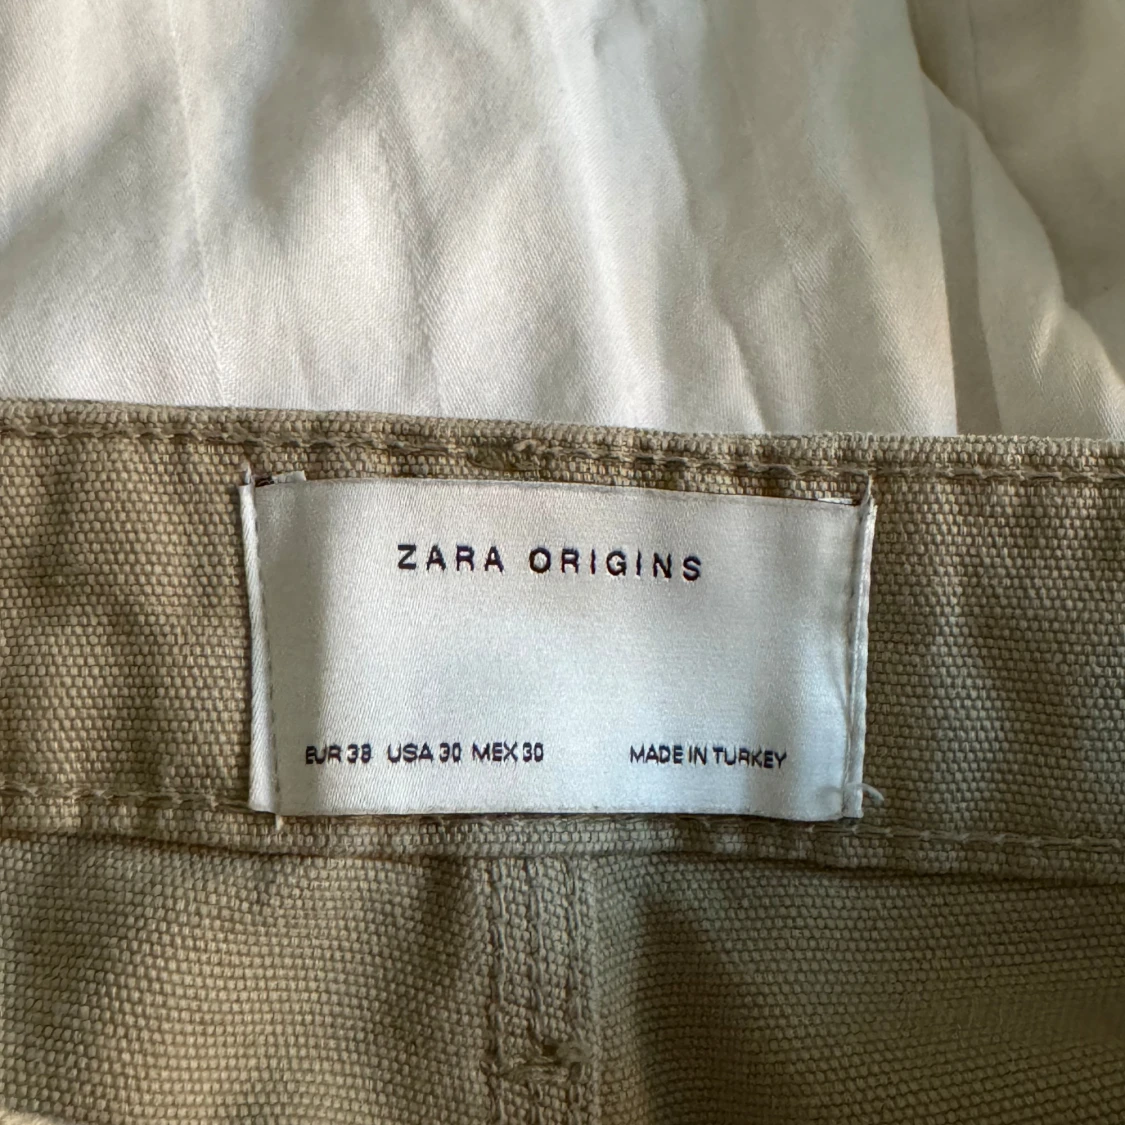 ZARA ORIGINS
EUR 38 USA 30 MEX 30 MADE IN TURKEY